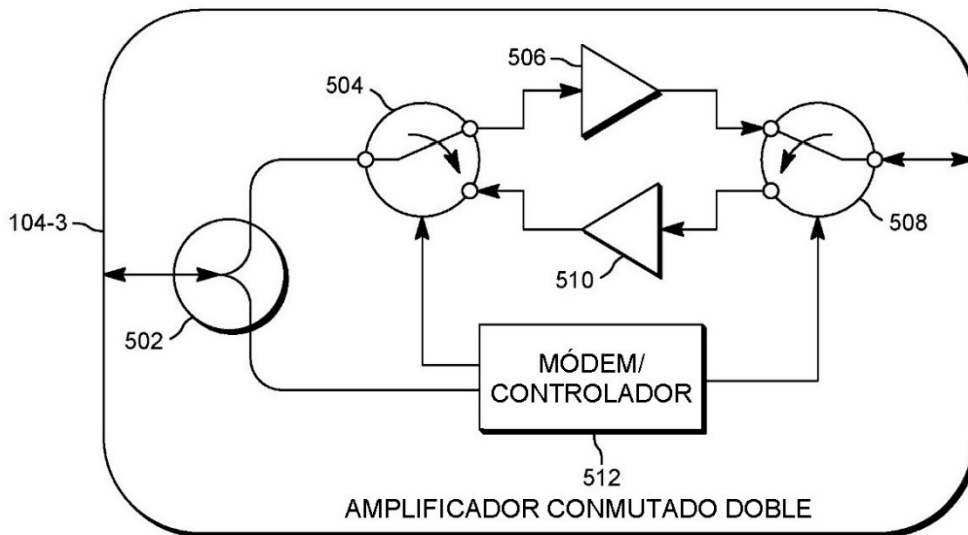 506
504
104-3
508
510
502
MÓDEM/
CONTROLADOR
512
AMPLIFICADOR CONMUTADO DOBLE